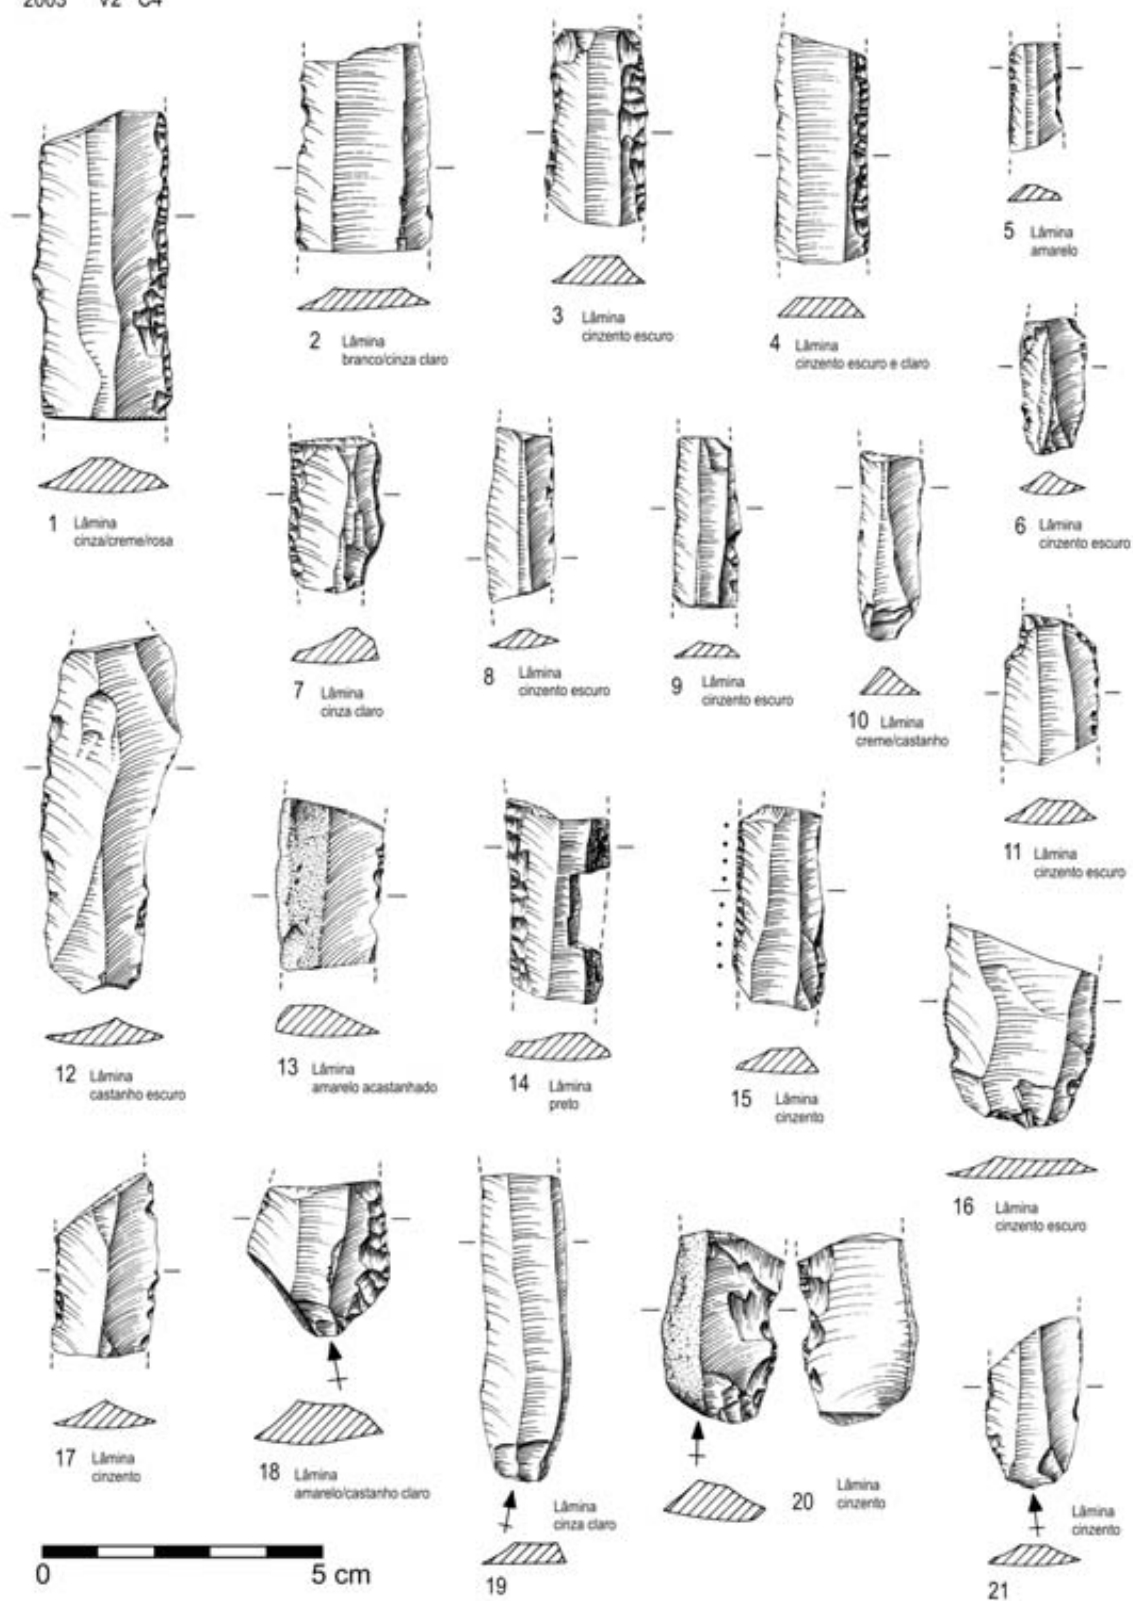 2003 V2 C4
1 Lâmina
cinza/creme/rosa
2 Lâmina
branco/cinza claro
3 Lâmina
cinzento escuro
4 Lâmina
cinzento escuro e claro
5 Lâmina
amarelo
6 Lâmina
cinzento escuro
7 Lâmina
cinza claro
8 Lâmina
cinzento escuro
9 Lâmina
cinzento escuro
10 Lâmina
creme/castanho
11 Lâmina
cinzento escuro
12 Lâmina
castanho escuro
13 Lâmina
amarelo acastanhado
14 Lâmina
preto
15 Lâmina
cinzento
16 Lâmina
cinzento escuro
17 Lâmina
cinzento
18 Lâmina
amarelo/castanho claro
Lâmina
cinza claro
19
20 Lâmina
cinzento
Lâmina
cinzento
21
0 5 cm